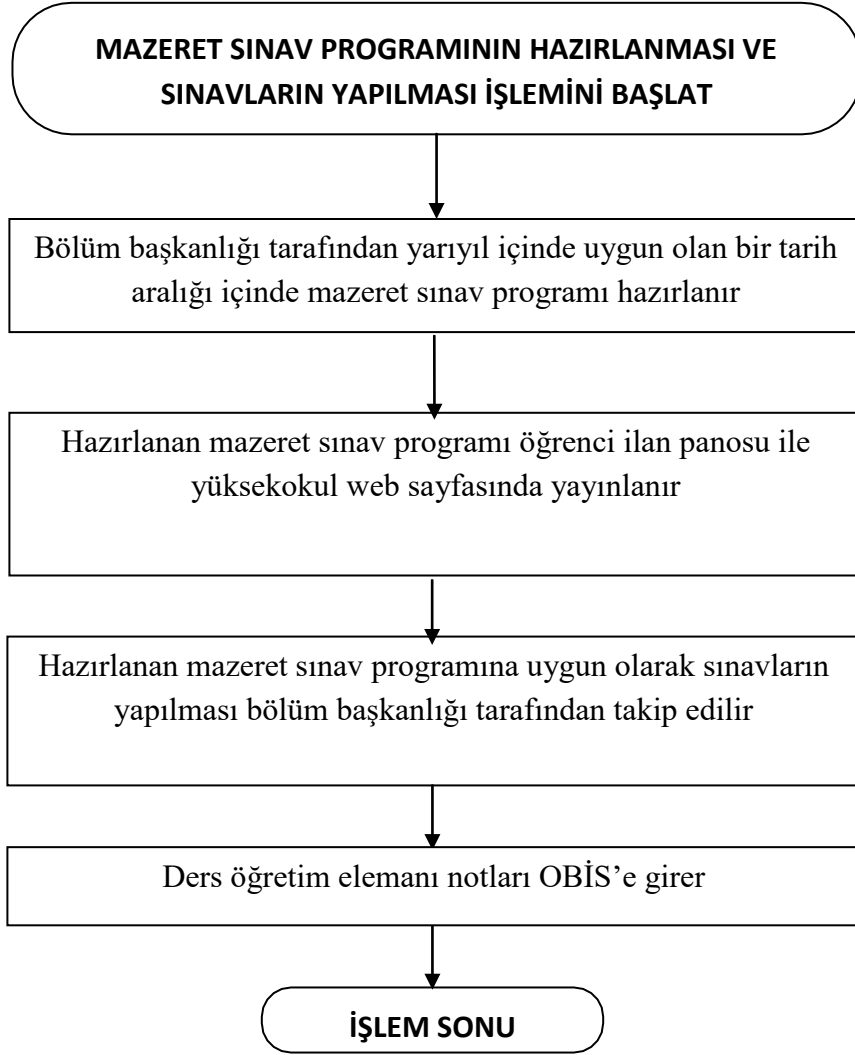 MAZERET SINAV PROGRAMININ HAZIRLANMASI VE
SINAVLARIN YAPILMASI İŞLEMİNİ BAŞLAT
Bölüm başkanlığı tarafından yarıyıl içinde uygun olan bir tarih
aralığı içinde mazeret sınav programı hazırlanır
Hazırlanan mazeret sınav programı öğrenci ilan panosu ile
yüksekokul web sayfasında yayınlanır
Hazırlanan mazeret sınav programına uygun olarak sınavların
yapılması bölüm başkanlığı tarafından takip edilir
Ders öğretim elemanı notları OBİS’e girer
İŞLEM SONU